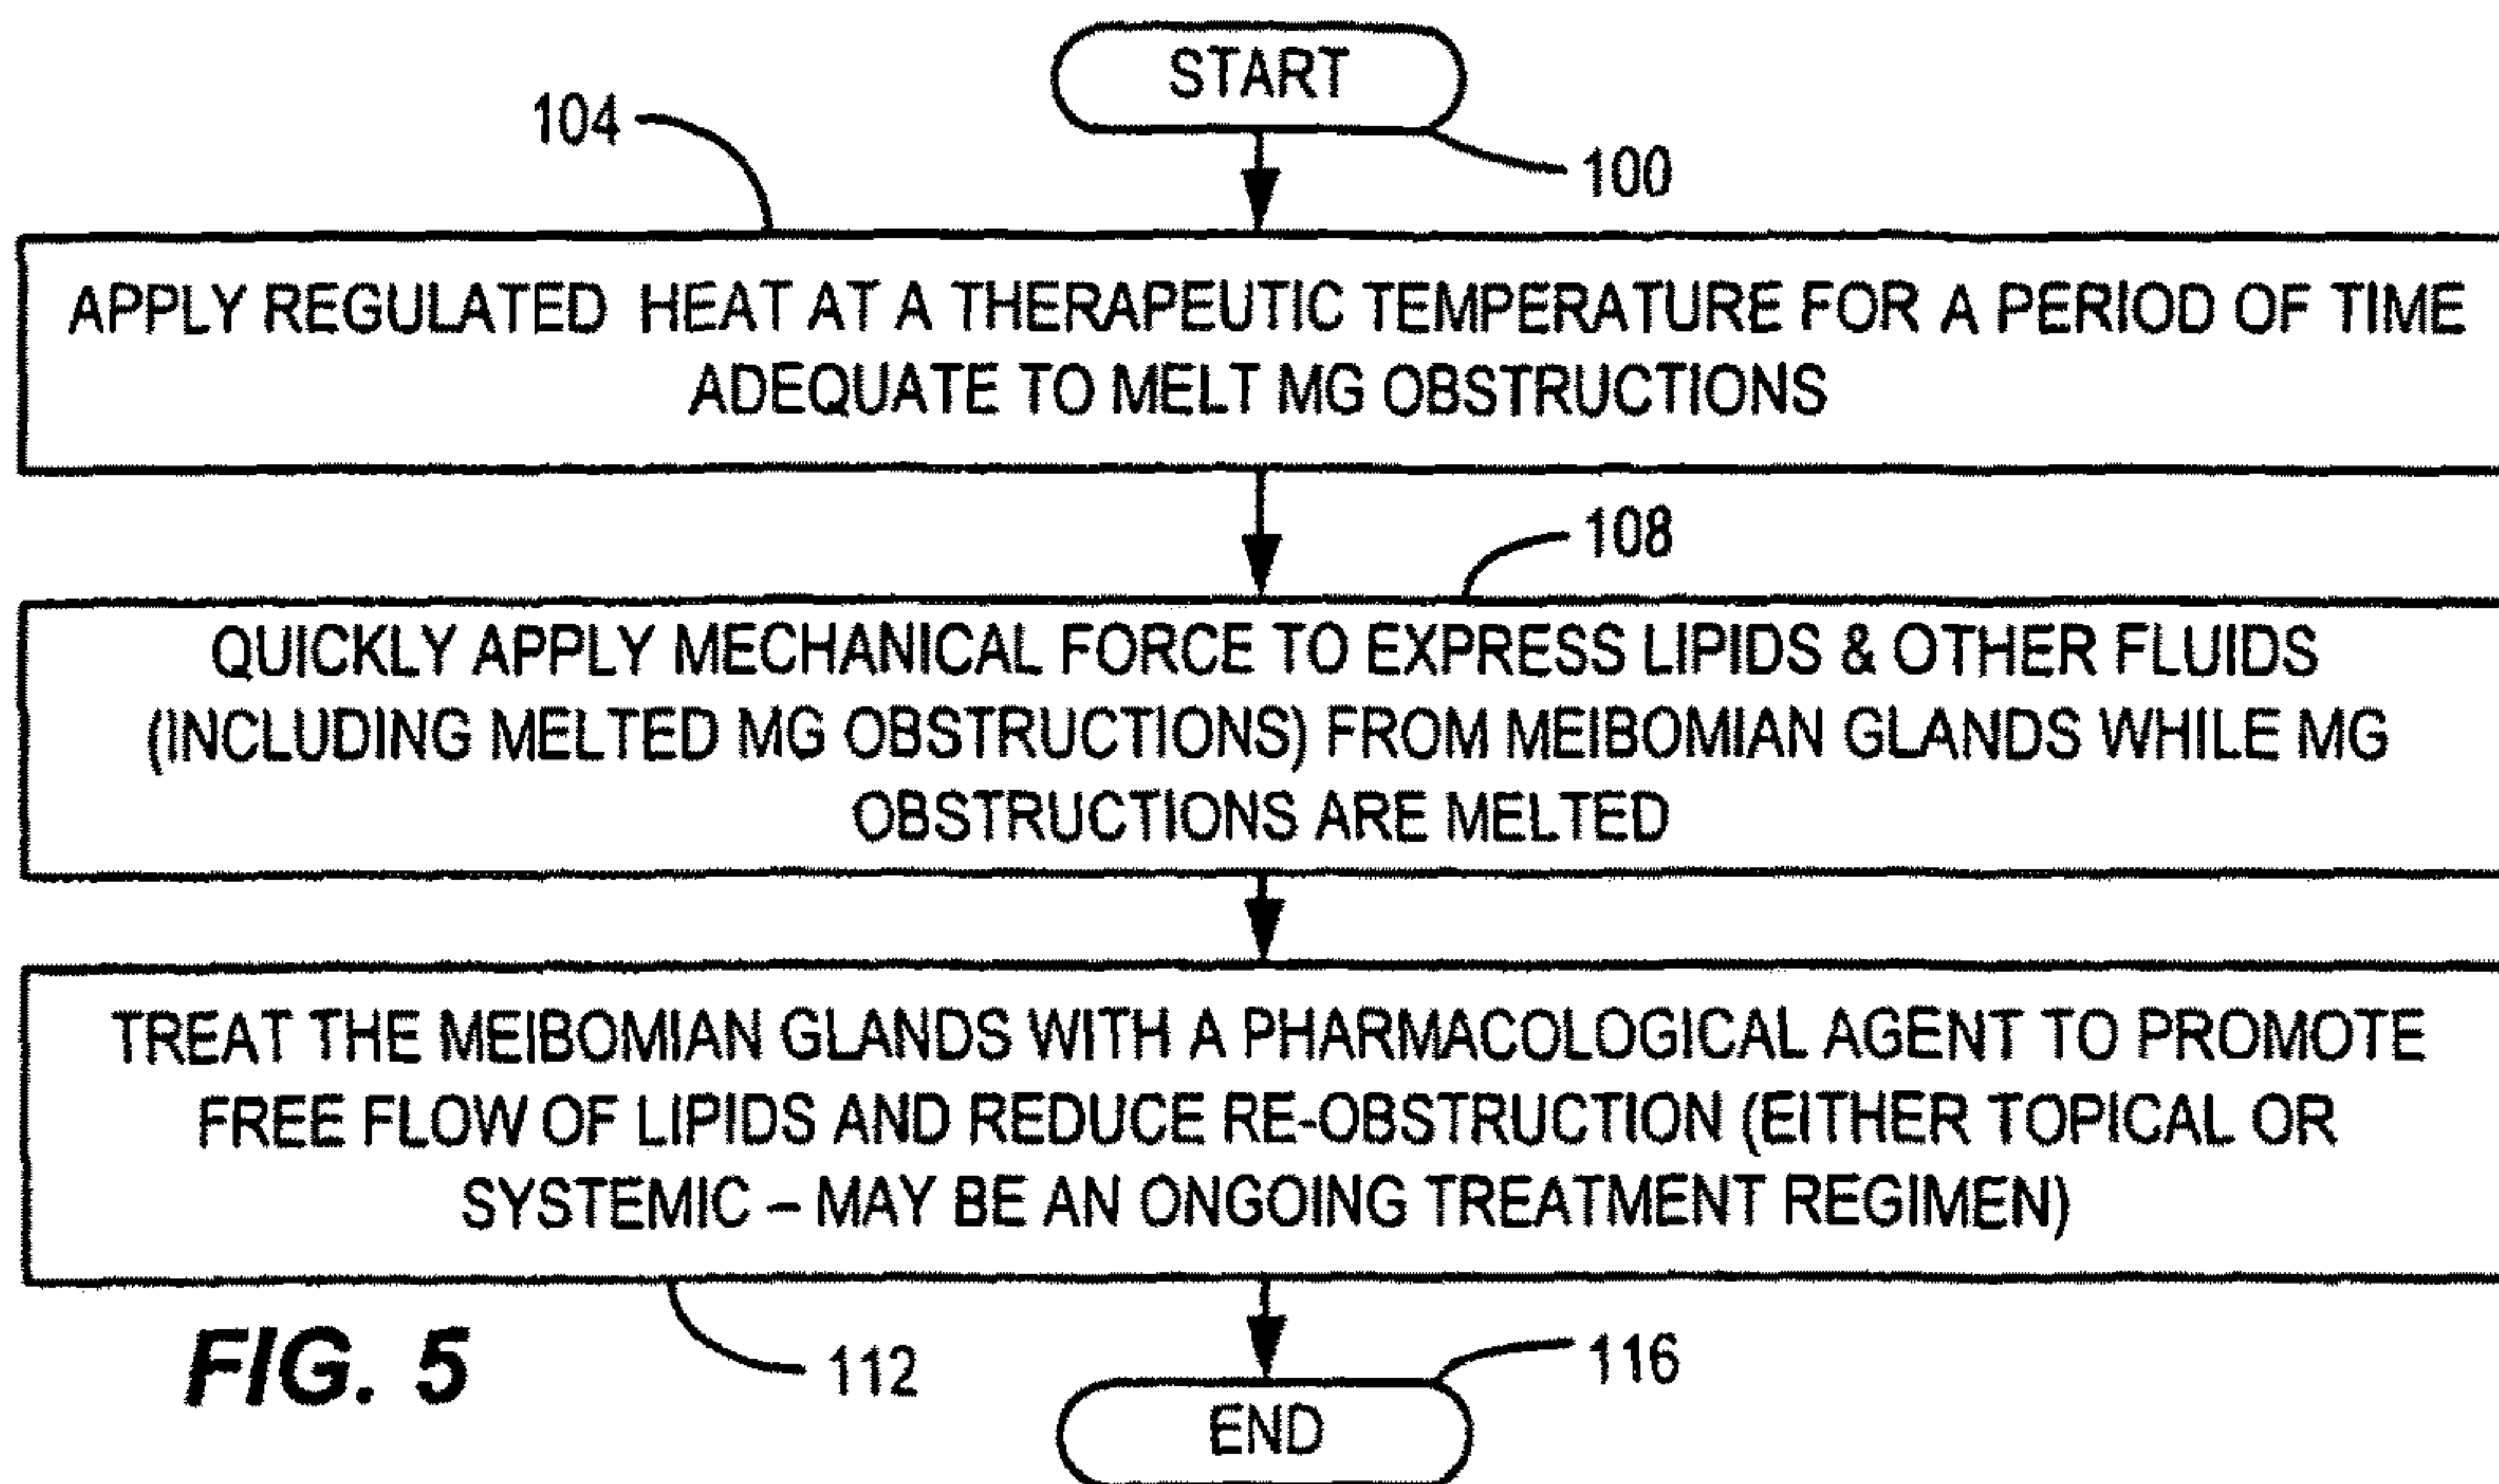 START
104
100
APPLY REGULATED HEAT AT A THERAPEUTIC TEMPERATURE FOR A PERIOD OF TIME
ADEQUATE TO MELT MG OBSTRUCTIONS
108
QUICKLY APPLY MECHANICAL FORCE TO EXPRESS LIPIDS & OTHER FLUIDS
(INCLUDING MELTED MG OBSTRUCTIONS) FROM MEIBOMIAN GLANDS WHILE MG
OBSTRUCTIONS ARE MELTED
TREAT THE MEIBOMIAN GLANDS WITH A PHARMACOLOGICAL AGENT TO PROMOTE
FREE FLOW OF LIPIDS AND REDUCE RE-OBSTRUCTION (EITHER TOPICAL OR
SYSTEMIC – MAY BE AN ONGOING TREATMENT REGIMEN)
FIG. 5
112
116
END